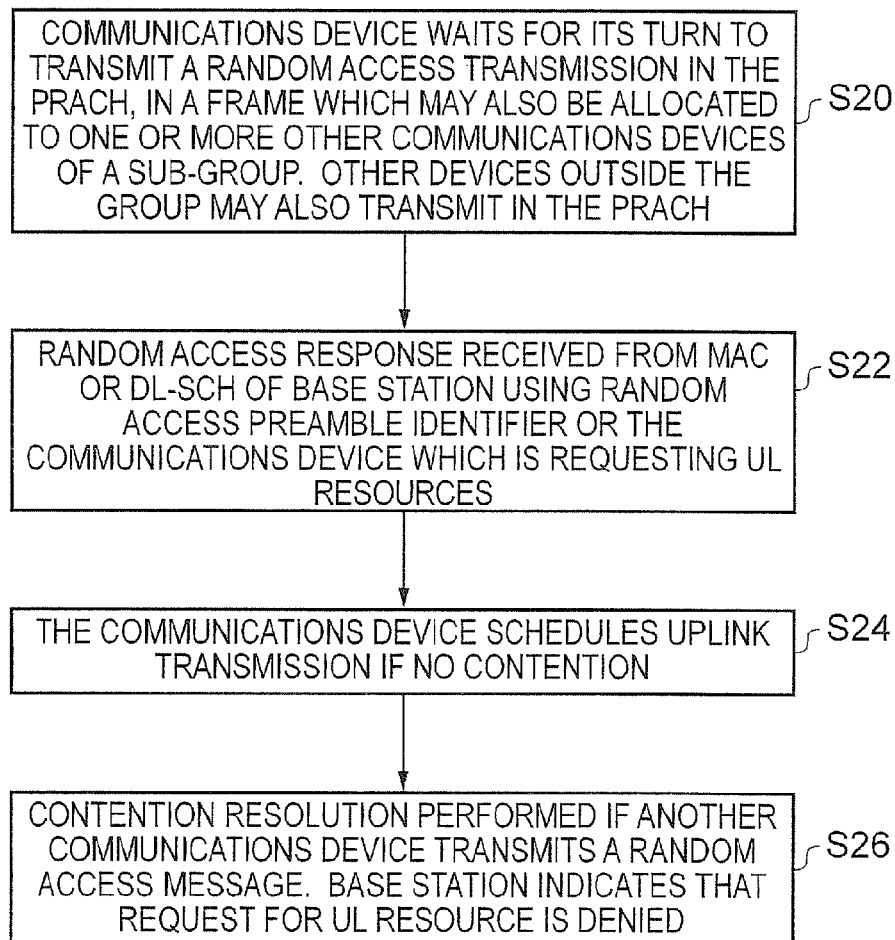 COMMUNICATIONS DEVICE WAITS FOR ITS TURN TO
TRANSMIT A RANDOM ACCESS TRANSMISSION IN THE
PRACH, IN A FRAME WHICH MAY ALSO BE ALLOCATED
TO ONE OR MORE OTHER COMMUNICATIONS DEVICES
OF A SUB-GROUP. OTHER DEVICES OUTSIDE THE
GROUP MAY ALSO TRANSMIT IN THE PRACH
S20
RANDOM ACCESS RESPONSE RECEIVED FROM MAC
OR DL-SCH OF BASE STATION USING RANDOM
ACCESS PREAMBLE IDENTIFIER OR THE
COMMUNICATIONS DEVICE WHICH IS REQUESTING UL
RESOURCES
S22
THE COMMUNICATIONS DEVICE SCHEDULES UPLINK
TRANSMISSION IF NO CONTENTION
S24
CONTENTION RESOLUTION PERFORMED IF ANOTHER
COMMUNICATIONS DEVICE TRANSMITS A RANDOM
ACCESS MESSAGE. BASE STATION INDICATES THAT
REQUEST FOR UL RESOURCE IS DENIED
S26